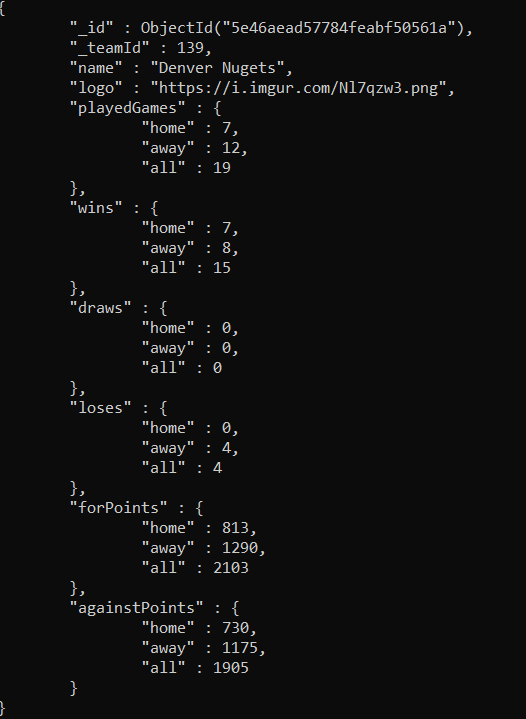 {
"_id" : ObjectId("5e46aead57784feabf50561a"),
"_teamId" : 139,
"name" : "Denver Nugets",
"logo" : "https://i.imgur.com/Nl7qzw3.png",
"playedGames" : {
"home" : 7,
"away" : 12,
"all" : 19
},
"wins" : {
"home" : 7,
"away" : 8,
"all" : 15
},
"draws" : {
"home" : 0,
"away" : 0,
"all" : 0
},
"loses" : {
"home" : 0,
"away" : 4,
"all" : 4
},
"forPoints" : {
"home" : 813,
"away" : 1290,
"all" : 2103
},
"againstPoints" : {
"home" : 730,
"away" : 1175,
"all" : 1905
}
}